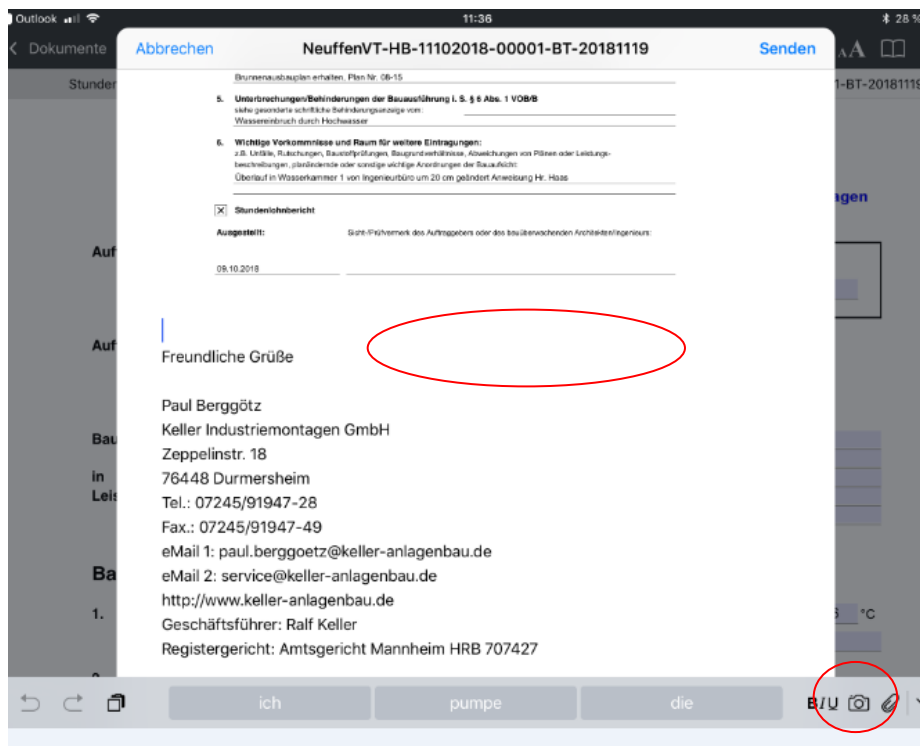 Outlook 11:36 28 %
Dokumente Abbrechen NeuffenVT-HB-11102018-00001-BT-20181119 Senden AA
Stunden 1-BT-20181119
Brunnenausbauplan erhalten, Plan Nr. 08-15
5. Unterbrechungen/Behinderungen der Bauausführung i. S. § 6 Abs. 1 VOB/B
siehe gesonderte schriftliche Behinderungsanzeige vom:
Wassereinbruch durch Hochwasser
6. Wichtige Vorkommnisse und Raum für weitere Eintragungen:
z.B. Unfälle, Rutschungen, Baustoffprüfungen, Baugrundverhältnisse, Abweichungen von Plänen oder Leistungs-
beschreibungen, planändernde oder sonstige wichtige Anordnungen der Bauaufsicht:
Überlauf in Wasserkammer 1 von Ingenieurbüro um 20 cm geändert Anweisung Hr. Haas
ngen
X Stundenlohnbericht
Ausgestellt: Sicht-/Prüfvermerk des Auftraggebers oder des bauüberwachenden Architekten/Ingenieurs:
Auf
09.10.2018
Auf
Freundliche Grüße
Paul Berggötz
Keller Industriemontagen GmbH
Bau
Zeppelinstr. 18
in 76448 Durmersheim
Leis
Tel.: 07245/91947-28
Fax.: 07245/91947-49
eMail 1: paul.berggoetz@keller-anlagenbau.de
Ba eMail 2: service@keller-anlagenbau.de
http://www.keller-anlagenbau.de
1. °C
Geschäftsführer: Ralf Keller
Registergericht: Amtsgericht Mannheim HRB 707427
ich pumpe die BIU